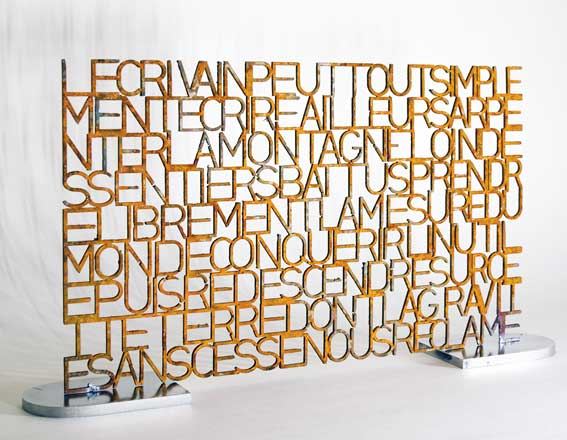 LECRIVAINPEUTTOUTSIMPLE
MENTECRIREAILLEURSARPE
NTERLAMONTAGNELOINDE
SSENTIERSBATTUSPRENDR
ELIBREMENTLAMESUREDU
MONDECONQUERIRLINUTIL
EPUISREDESCENDRESURCE
TTETERREDONTLAGRAVIT
ESANSCESSENOUSRECLAME